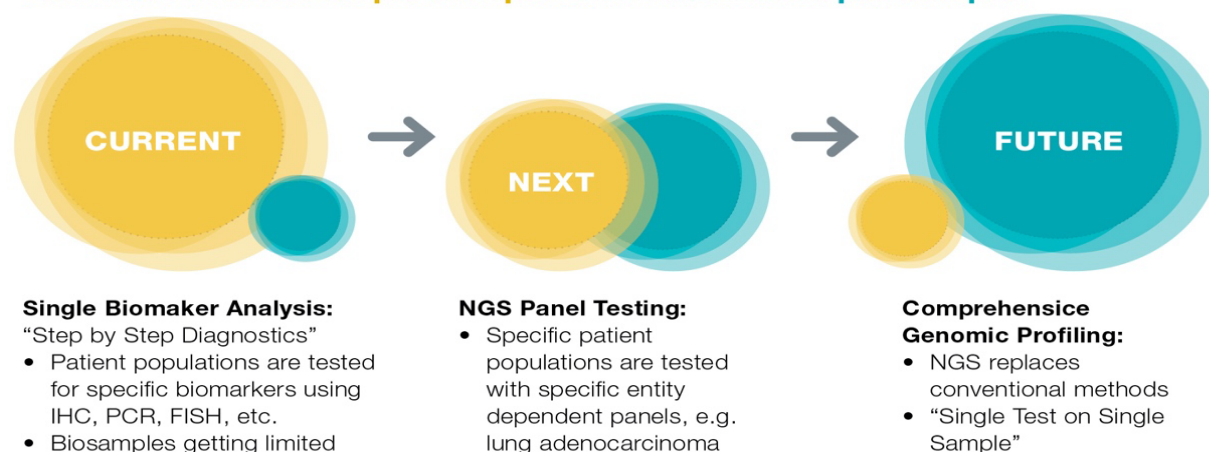 CURRENT
NEXT
FUTURE
Single Biomaker Analysis:
“Step by Step Diagnostics”
• Patient populations are tested
for specific biomarkers using
IHC, PCR, FISH, etc.
• Biosamples getting limited
NGS Panel Testing:
• Specific patient
populations are tested
with specific entity
dependent panels, e.g.
lung adenocarcinoma
Comprehensice
Genomic Profiling:
• NGS replaces
conventional methods
• “Single Test on Single
Sample”